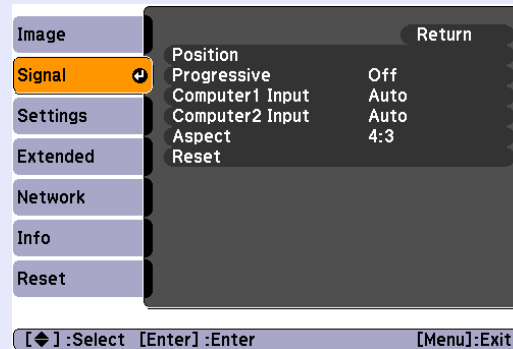 Image
Signal
Settings
Extended
Network
Info
Reset
Return
Position
Progressive Off
Computer1 Input Auto
Computer2 Input Auto
Aspect 4:3
Reset
[◆] :Select [Enter] :Enter [Menu]:Exit